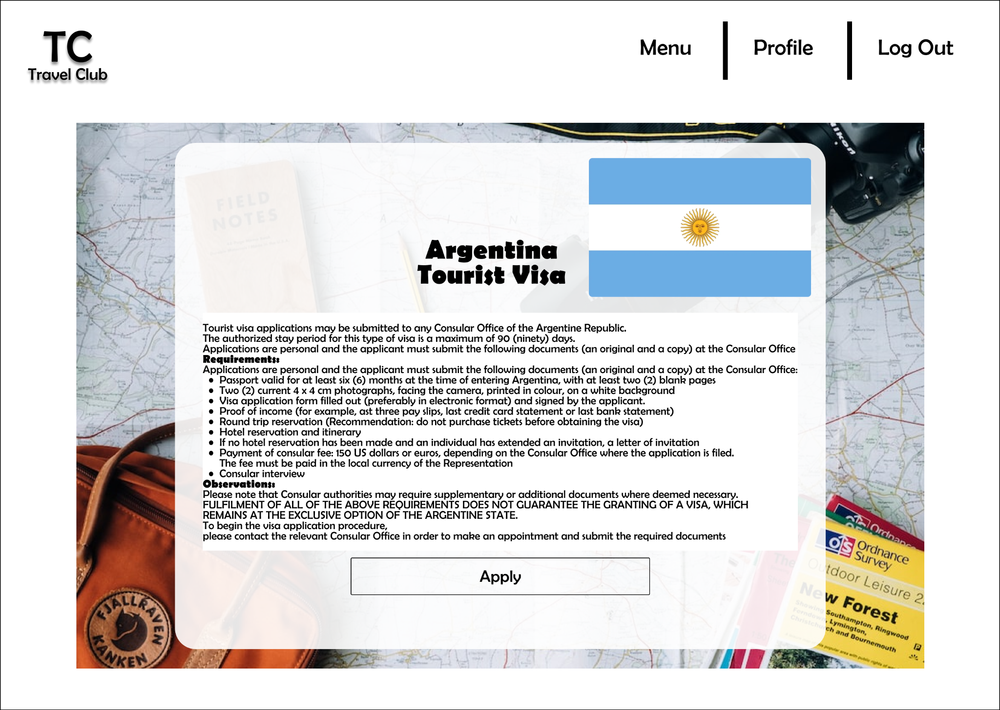 TC
Travel Club
Menu
Profile
Log Out
Nikon
FIELD
NOTES
L A I N
Argentina
Tourist Visa
Tourist visa applications may be submitted to any Consular Office of the Argentine Republic.
The authorized stay period for this type of visa is a maximum of 90 (ninety) days.
Applications are personal and the applicant must submit the following documents (an original and a copy) at the Consular Office
Requirements:
Applications are personal and the applicant must submit the following documents (an original and a copy) at the Consular Office:
• Passport valid for at least six (6) months at the time of entering Argentina, with at least two (2) blank pages
• Two (2) current 4 x 4 cm photographs, facing the camera, printed in colour, on a white background
• Visa application form filled out (preferably in electronic format) and signed by the applicant.
• Proof of income (for example, ast three pay slips, last credit card statement or last bank statement)
• Round trip reservation (Recommendation: do not purchase tickets before obtaining the visa)
• Hotel reservation and itinerary
• If no hotel reservation has been made and an individual has extended an invitation, a letter of invitation
• Payment of consular fee: 150 US dollars or euros, depending on the Consular Office where the application is filed.
The fee must be paid in the local currency of the Representation
• Consular interview
Observations:
Please note that Consular authorities may require supplementary or additional documents where deemed necessary.
FULFILMENT OF ALL OF THE ABOVE REQUIREMENTS DOES NOT GUARANTEE THE GRANTING OF A VISA, WHICH
REMAINS AT THE EXCLUSIVE OPTION OF THE ARGENTINE STATE.
To begin the visa application procedure,
please contact the relevant Consular Office in order to make an appointment and submit the required documents
Apply
FJALLRAVEN
KANKEN
Ordnance
OS
Ordnance
Survey
Outdoor Leisure 2
New Forest
Showing Southampton, Ringwood
Lymington,
Christchurch and Bournemouth
P